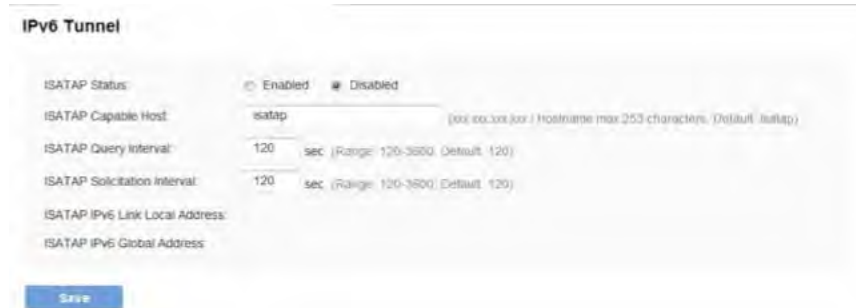 IPv6 Tunnel
ISATAP Status: Enabled Disabled
ISATAP Capable Host: isatap (xxx.xxx.xxx.xxx / Hostname max 253 characters, Default: isatap)
ISATAP Query Interval: 120 sec (Range: 120-3600, Default: 120)
ISATAP Solicitation Interval: 120 sec (Range: 120-3600, Default: 120)
ISATAP IPv6 Link Local Address:
ISATAP IPv6 Global Address:
Save